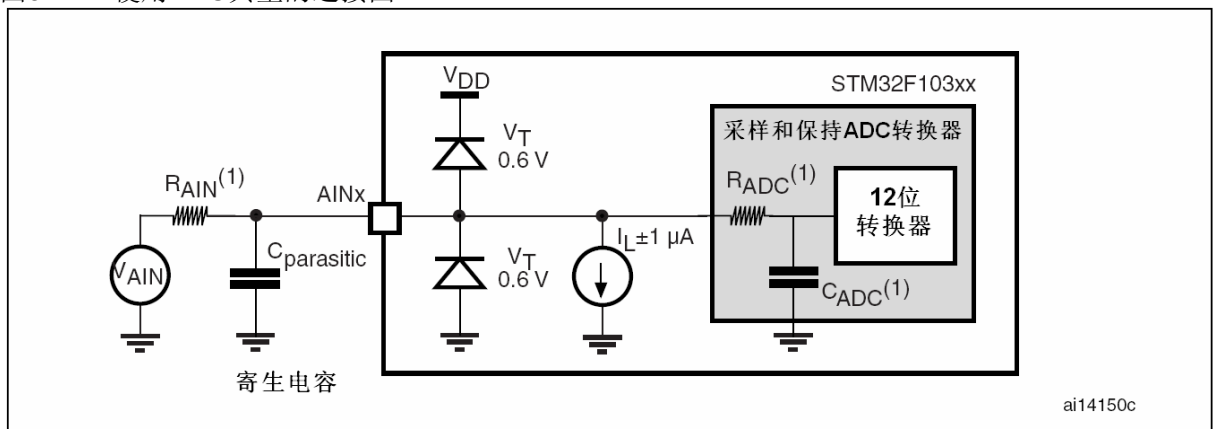 VDD
STM32F103xx
采样和保持ADC转换器
VT
0.6 V
RAIN(1)
AINx
RADC(1)
12位
转换器
IL±1 µA
Cparasitic
VAIN
VT
0.6 V
CADC(1)
寄生电容
ai14150c